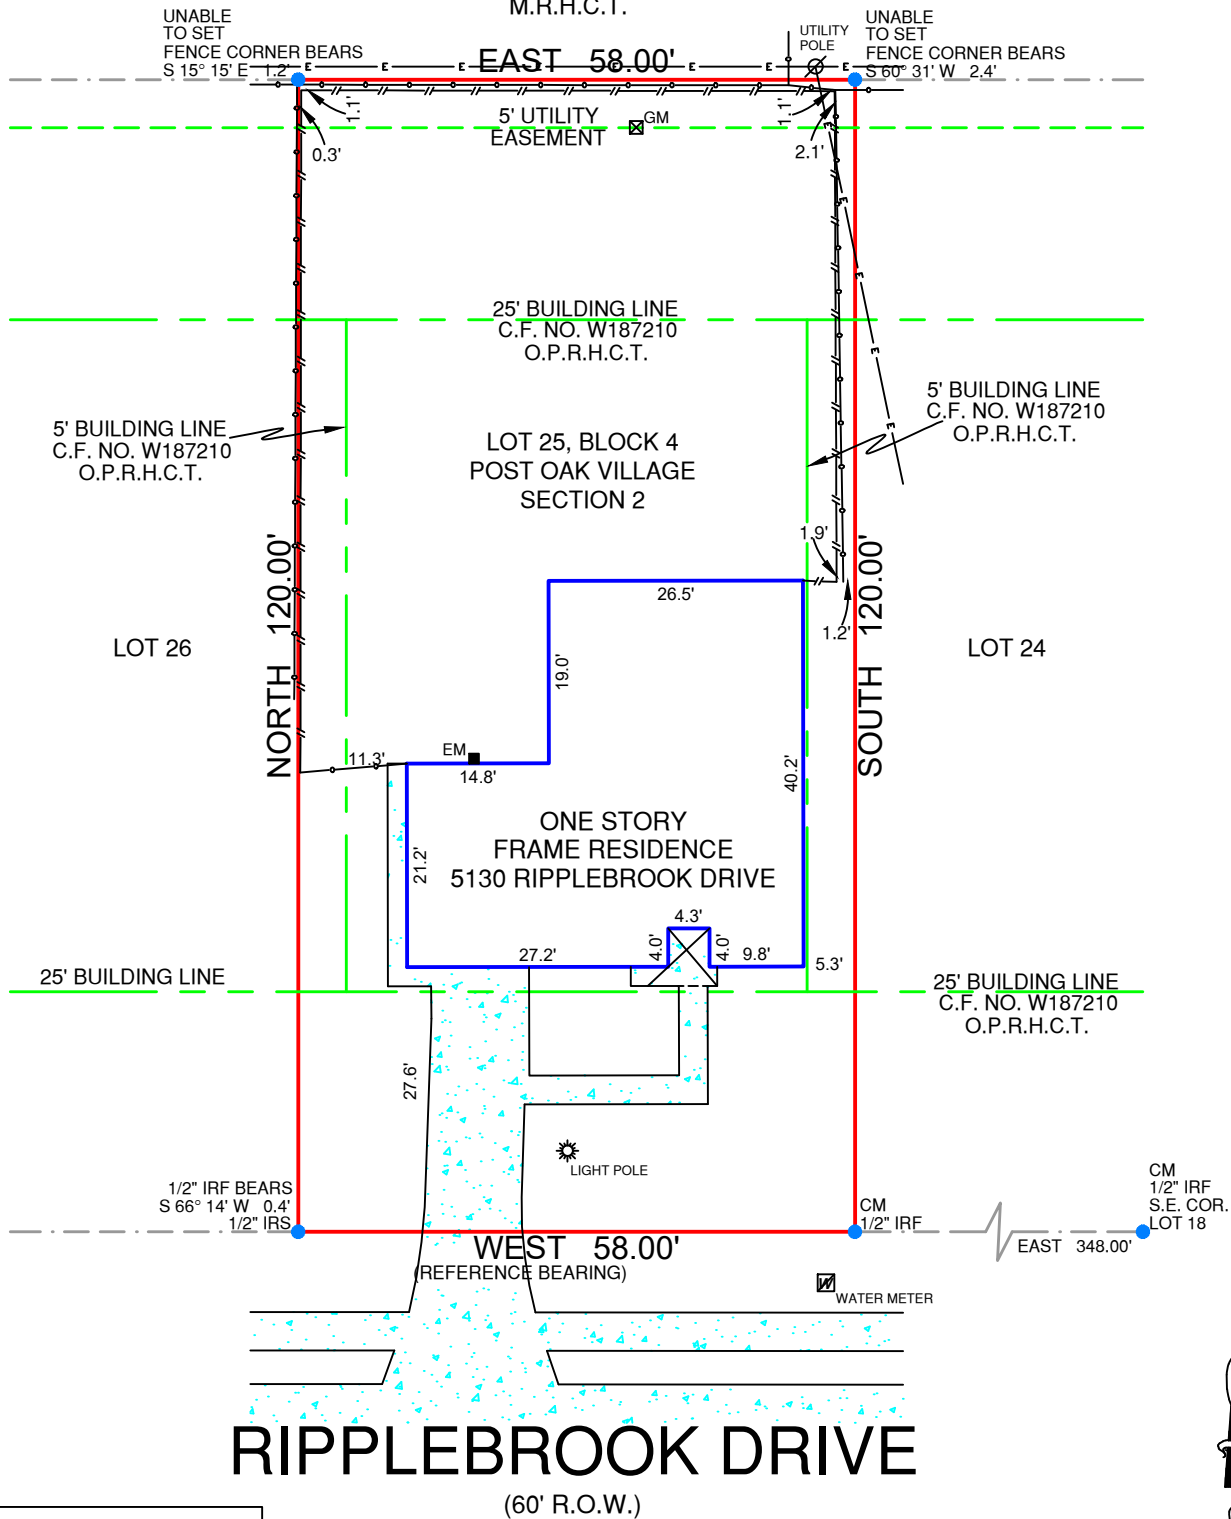 M.R.H.C.T.
UNABLE
TO SET
FENCE CORNER BEARS
S 15° 15' E 1.2'
UTILITY
POLE
UNABLE
TO SET
FENCE CORNER BEARS
S 60° 31' W 2.4'
EAST 58.00'
E E E E E E E E
1.1'
0.3'
5' UTILITY
EASEMENT
GM
1.1'
2.1'
E
E
E
E
E
25' BUILDING LINE
C.F. NO. W187210
O.P.R.H.C.T.
5' BUILDING LINE
C.F. NO. W187210
O.P.R.H.C.T.
5' BUILDING LINE
C.F. NO. W187210
O.P.R.H.C.T.
LOT 25, BLOCK 4
POST OAK VILLAGE
SECTION 2
1.9'
1.2'
NORTH 120.00'
SOUTH 120.00'
LOT 26
LOT 24
26.5'
19.0'
11.3'
EM
14.8'
40.2'
21.2'
ONE STORY
FRAME RESIDENCE
5130 RIPPLEBROOK DRIVE
4.3'
27.2'
4.0'
4.0'
9.8'
5.3'
25' BUILDING LINE
25' BUILDING LINE
C.F. NO. W187210
O.P.R.H.C.T.
27.6'
LIGHT POLE
1/2" IRF BEARS
S 66° 14' W 0.4'
1/2" IRS
CM
1/2" IRF
CM
1/2" IRF
S.E. COR.
LOT 18
EAST 348.00'
WEST 58.00'
(REFERENCE BEARING)
W
WATER METER
RIPPLEBROOK DRIVE
(60' R.O.W.)